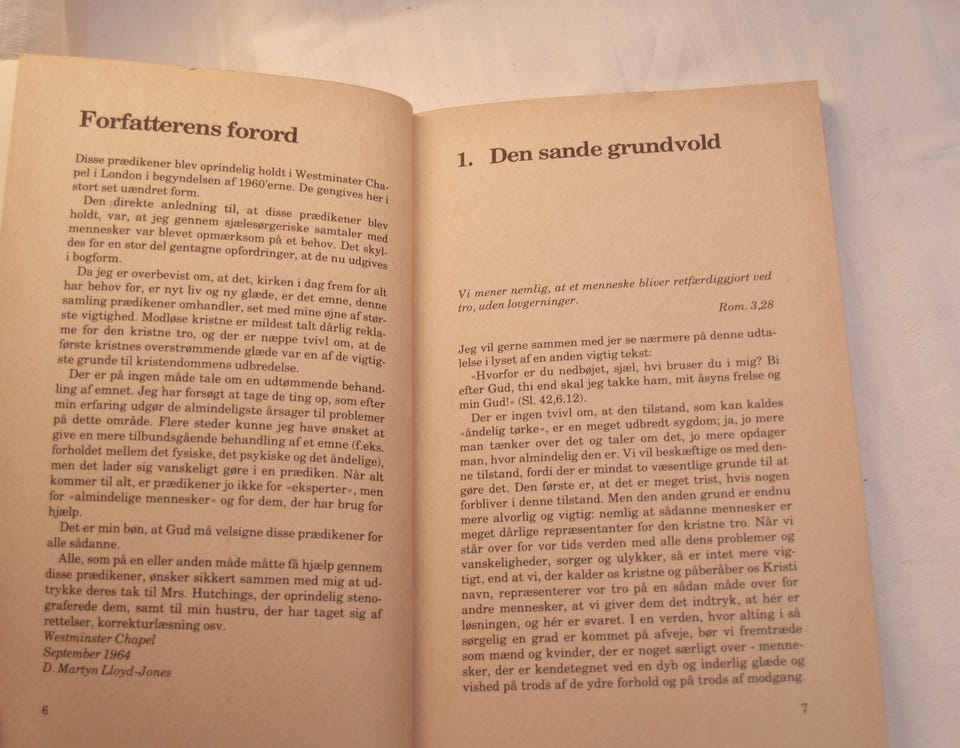 Forfatterens forord
Disse prædikener blev oprindelig holdt i Westminster Cha-
pel i London i begyndelsen af 1960'erne. De gengives her i
stort set uændret form.
Den direkte anledning til, at disse prædikener blev
holdt, var, at jeg gennem sjælesørgeriske samtaler med
mennesker var blevet opmærksom på et behov. Det skyl-
des for en stor del gentagne opfordringer, at de nu udgives
i bogform.
Da jeg er overbevist om, at det, kirken i dag frem for alt
har behov for, er nyt liv og ny glæde, er det emne, denne
samling prædikener omhandler, set med mine øjne af stør-
ste vigtighed. Modløse kristne er mildest talt dårlig rekla-
me for den kristne tro, og der er næppe tvivl om, at de
første kristnes overstrømmende glæde var en af de vigtig-
ste grunde til kristendommens udbredelse.
Der er på ingen måde tale om en udtømmende behand-
ling af emnet. Jeg har forsøgt at tage de ting op, som efter
min erfaring udgør de almindeligste årsager til problemer
på dette område. Flere steder kunne jeg have ønsket at
give en mere tilbundsgående behandling af et emne (f.eks.
forholdet mellem det fysiske, det psykiske og det åndelige),
men det lader sig vanskeligt gøre i en prædiken. Når alt
kommer til alt, er prædikener jo ikke for »eksperter«, men
for »almindelige mennesker« og for dem, der har brug for
hjælp.
Det er min bøn, at Gud må velsigne disse prædikener for
alle sådanne.
Alle, som på en eller anden måde måtte få hjælp gennem
disse prædikener, ønsker sikkert sammen med mig at ud-
trykke deres tak til Mrs. Hutchings, der oprindelig steno-
graferede dem, samt til min hustru, der har taget sig af
rettelser, korrekturlæsning osv.
Westminster Chapel
September 1964
D. Martyn Lloyd-Jones
6
1. Den sande grundvold
Vi mener nemlig, at et menneske bliver retfærdiggjort ved
tro, uden lovgerninger.
Rom. 3,28
Jeg vil gerne sammen med jer se nærmere på denne udta-
lelse i lyset af en anden vigtig tekst:
»Hvorfor er du nedbøjet, sjæl, hvi bruser du i mig? Bi
efter Gud, thi end skal jeg takke ham, mit åsyns frelse og
min Gud!« (Sl. 42,6.12).
Der er ingen tvivl om, at den tilstand, som kan kaldes
»åndelig tørke«, er en meget udbredt sygdom; ja, jo mere
man tænker over det og taler om det, jo mere opdager
man, hvor almindelig den er. Vi vil beskæftige os med den-
ne tilstand, fordi der er mindst to væsentlige grunde til at
gøre det. Den første er, at det er meget trist, hvis nogen
forbliver i denne tilstand. Men den anden grund er endnu
mere alvorlig og vigtig: nemlig at sådanne mennesker er
meget dårlige repræsentanter for den kristne tro. Når vi
står over for vor tids verden med alle dens problemer og
vanskeligheder, sorger og ulykker, så er intet mere vig-
tigt, end at vi, der kalder os kristne og påberåber os Kristi
navn, repræsenterer vor tro på en sådan måde over for
andre mennesker, at vi giver dem det indtryk, at hér er
løsningen, og hér er svaret. I en verden, hvor alting i så
sørgelig en grad er kommet på afveje, bør vi fremtræde
som mænd og kvinder, der er noget særligt over - menne-
sker, der er kendetegnet ved en dyb og inderlig glæde og
vished på trods af de ydre forhold og på trods af modgang.
7